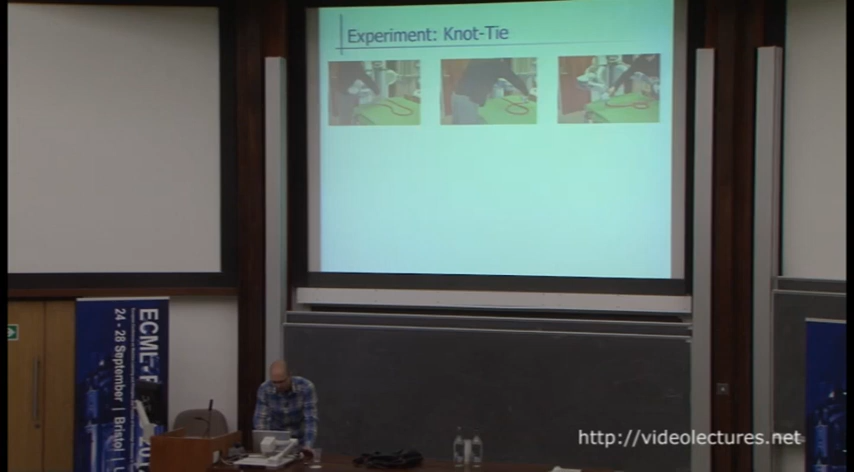 Experiment: Knot-Tie
ECML-P
24 - 28 September | Bristol |
http://videolectures.net